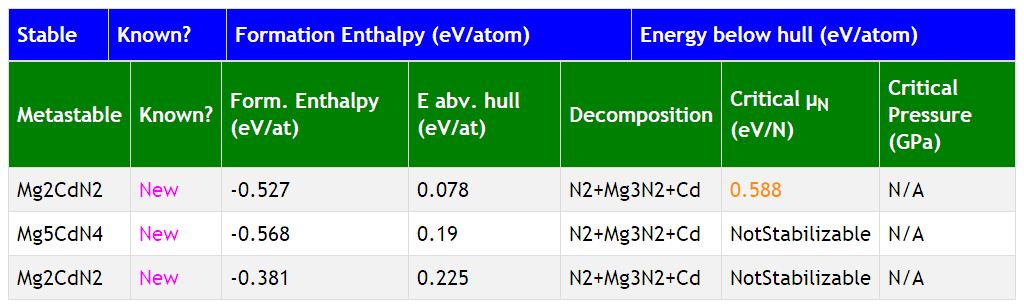 Stable Known? Formation Enthalpy (eV/atom) Energy below hull (eV/atom)
Metastable Known? Form. Enthalpy (eV/at) E abv. hull (eV/at) Decomposition Critical μN (eV/N) Critical Pressure (GPa)
Mg2CdN2 New -0.527 0.078 N2+Mg3N2+Cd 0.588 N/A
Mg5CdN4 New -0.568 0.19 N2+Mg3N2+Cd NotStabilizable N/A
Mg2CdN2 New -0.381 0.225 N2+Mg3N2+Cd NotStabilizable N/A